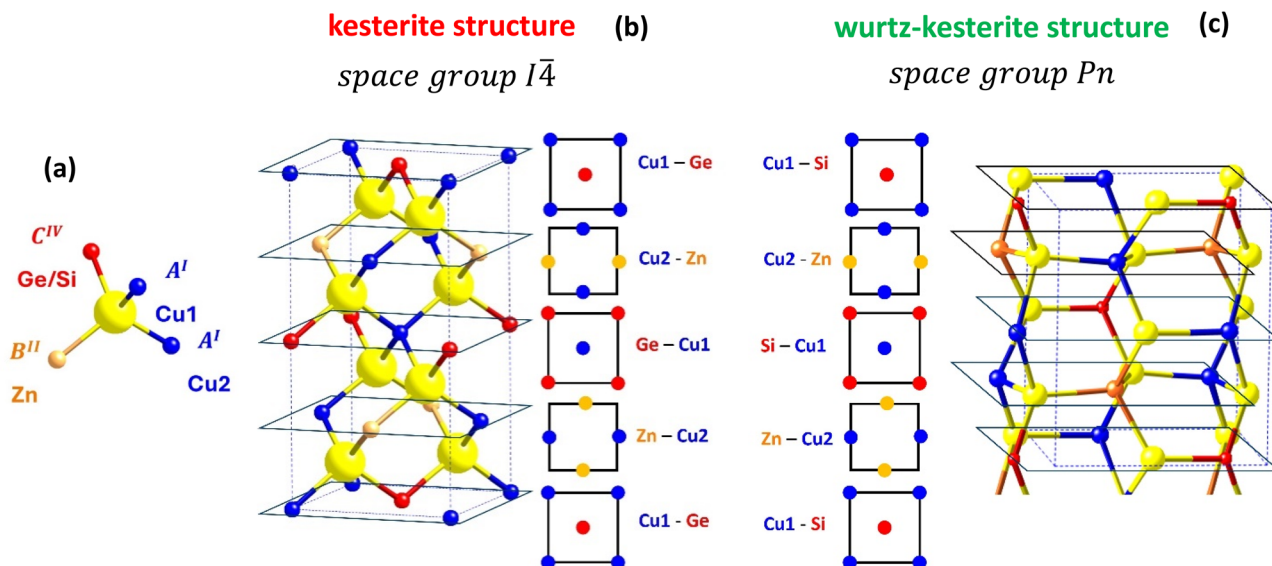 kesterite structure (b)
space group I4̅
wurtz-kesterite structure (c)
space group Pn
(a)
C^IV
Ge/Si
A^I
Cu1
A^I
Cu2
B^II
Zn
Cu1 – Ge
Cu2 - Zn
Ge – Cu1
Zn – Cu2
Cu1 - Ge
Cu1 – Si
Cu2 - Zn
Si – Cu1
Zn – Cu2
Cu1 - Si